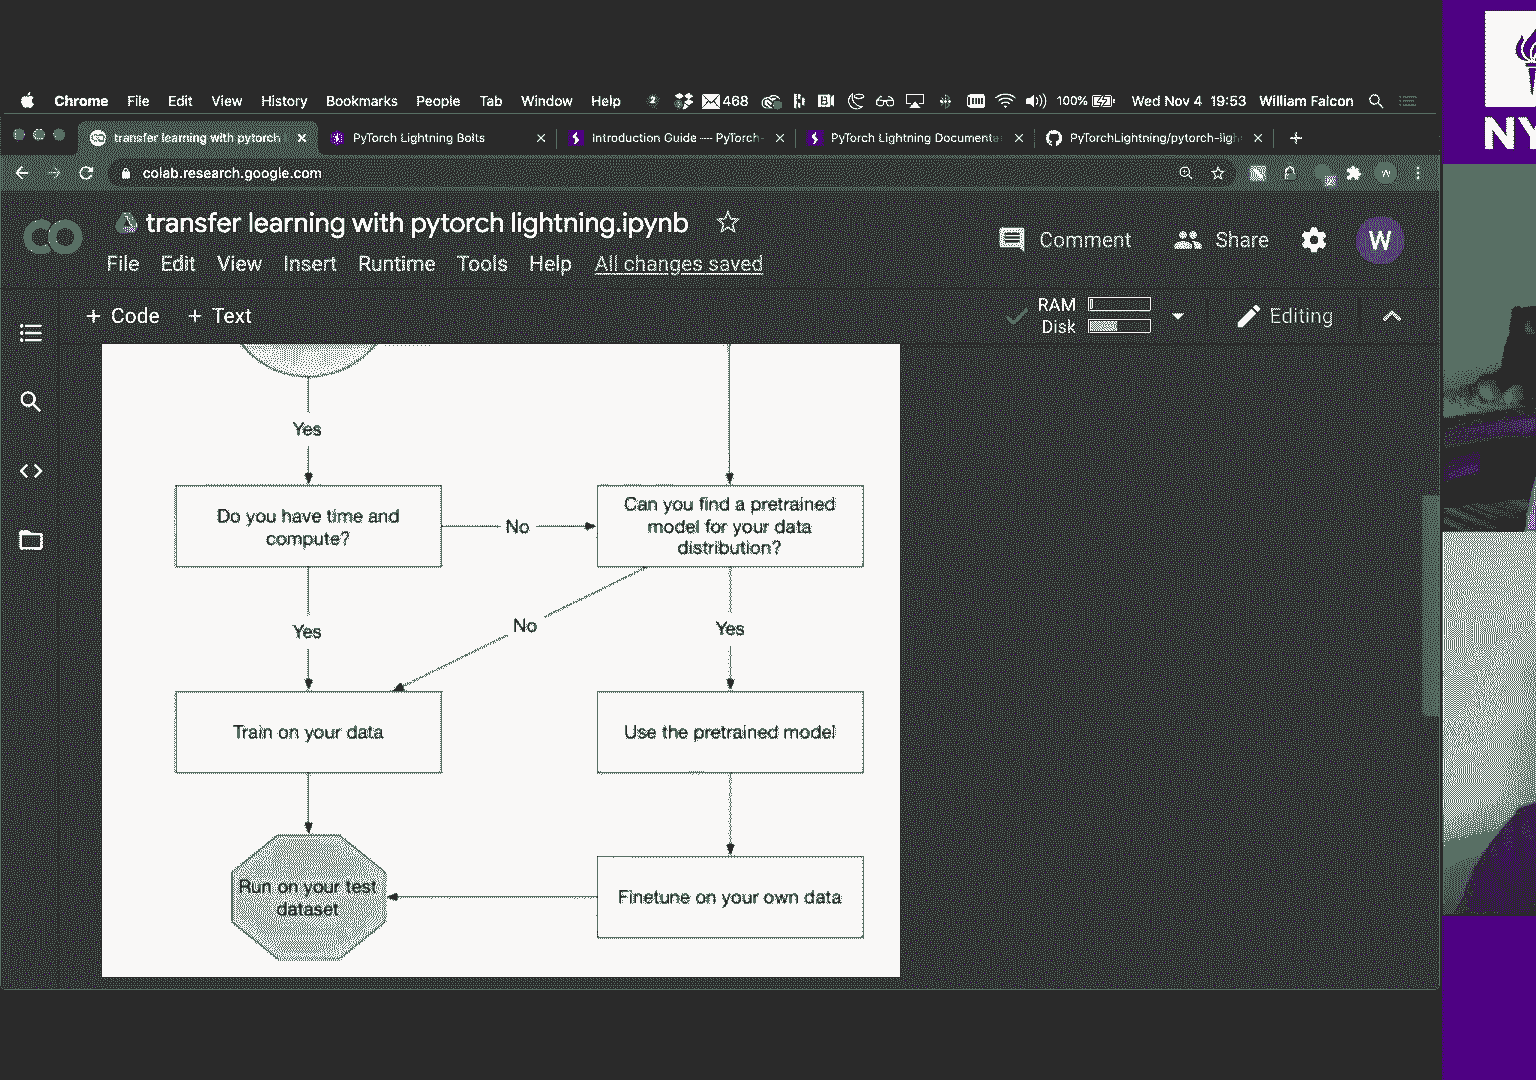 Chrome File Edit View History Bookmarks People Tab Window Help 468 100% Wed Nov 4 19:53 William Falcon
NY
transfer learning with pytorch
PyTorch Lightning Bolts
Introduction Guide — PyTorch-
PyTorch Lightning Documenta
PyTorchLightning/pytorch-ligh
colab.research.google.com
transfer learning with pytorch lightning.ipynb
Comment Share W
File Edit View Insert Runtime Tools Help All changes saved
+ Code + Text
RAM
Disk
Editing
Yes
Do you have time and
compute?
No
Can you find a pretrained
model for your data
distribution?
Yes
No
Yes
Train on your data
Use the pretrained model
Run on your test
dataset
Finetune on your own data